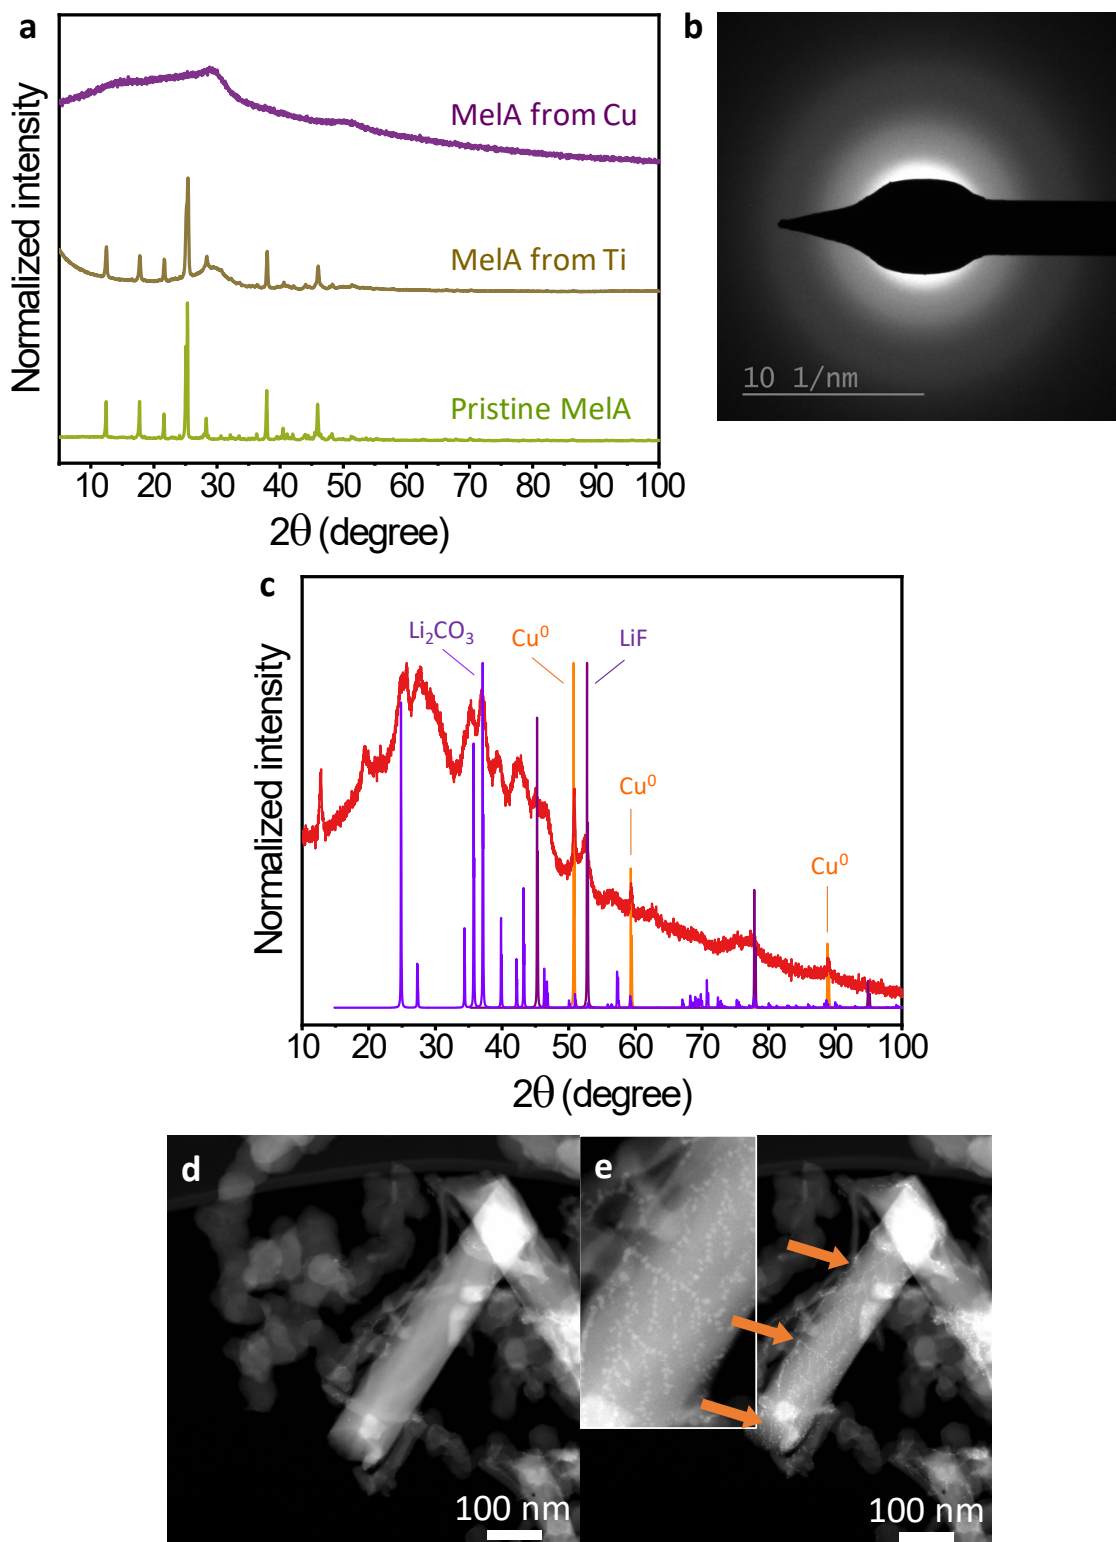 a
Normalized intensity
MelA from Cu
MelA from Ti
Pristine MelA
10 20 30 40 50 60 70 80 90 100
2θ (degree)
b
10 1/nm
c
Normalized intensity
Li₂CO₃
Cu⁰
LiF
Cu⁰
Cu⁰
10 20 30 40 50 60 70 80 90 100
2θ (degree)
d
100 nm
e
100 nm